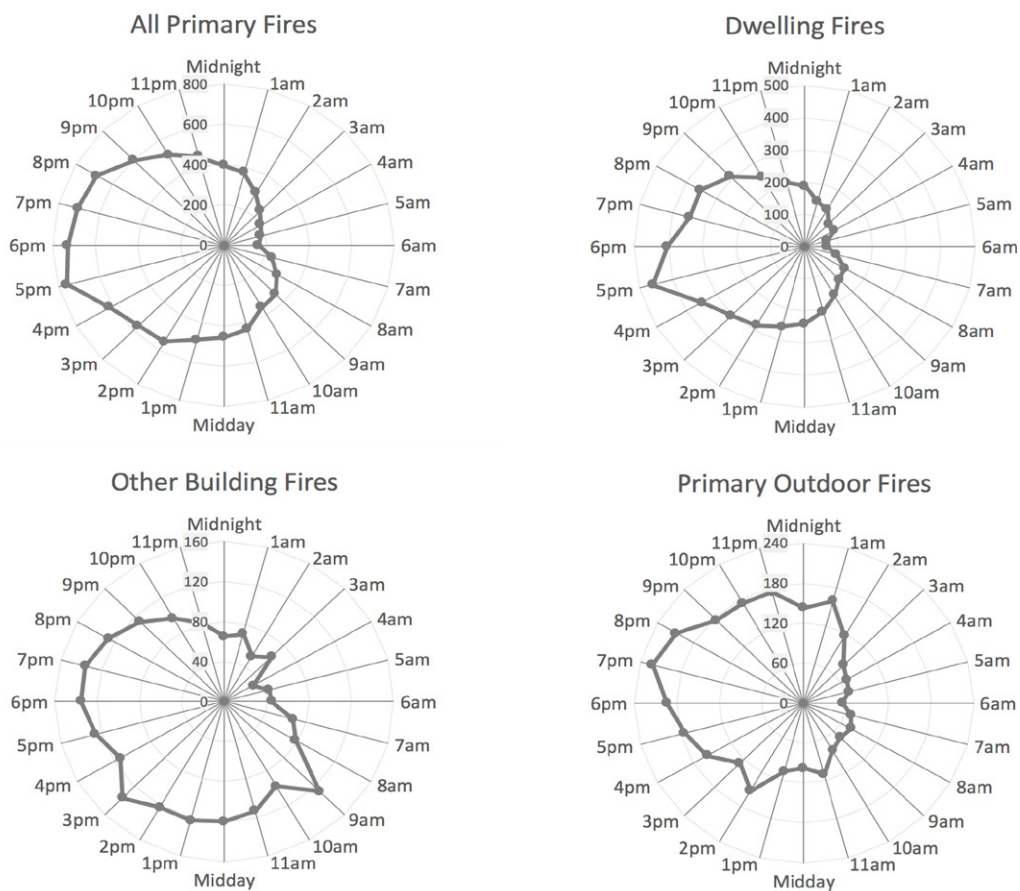 All Primary Fires
Midnight
1am
2am
3am
4am
5am
6am
7am
8am
9am
10am
11am
Midday
1pm
2pm
3pm
4pm
5pm
6pm
7pm
8pm
9pm
10pm
11pm
800
600
400
200
0
Dwelling Fires
Midnight
1am
2am
3am
4am
5am
6am
7am
8am
9am
10am
11am
Midday
1pm
2pm
3pm
4pm
5pm
6pm
7pm
8pm
9pm
10pm
11pm
500
400
300
200
100
0
Other Building Fires
Midnight
1am
2am
3am
4am
5am
6am
7am
8am
9am
10am
11am
Midday
1pm
2pm
3pm
4pm
5pm
6pm
7pm
8pm
9pm
10pm
11pm
160
120
80
40
0
Primary Outdoor Fires
Midnight
1am
2am
3am
4am
5am
6am
7am
8am
9am
10am
11am
Midday
1pm
2pm
3pm
4pm
5pm
6pm
7pm
8pm
9pm
10pm
11pm
240
180
120
60
0